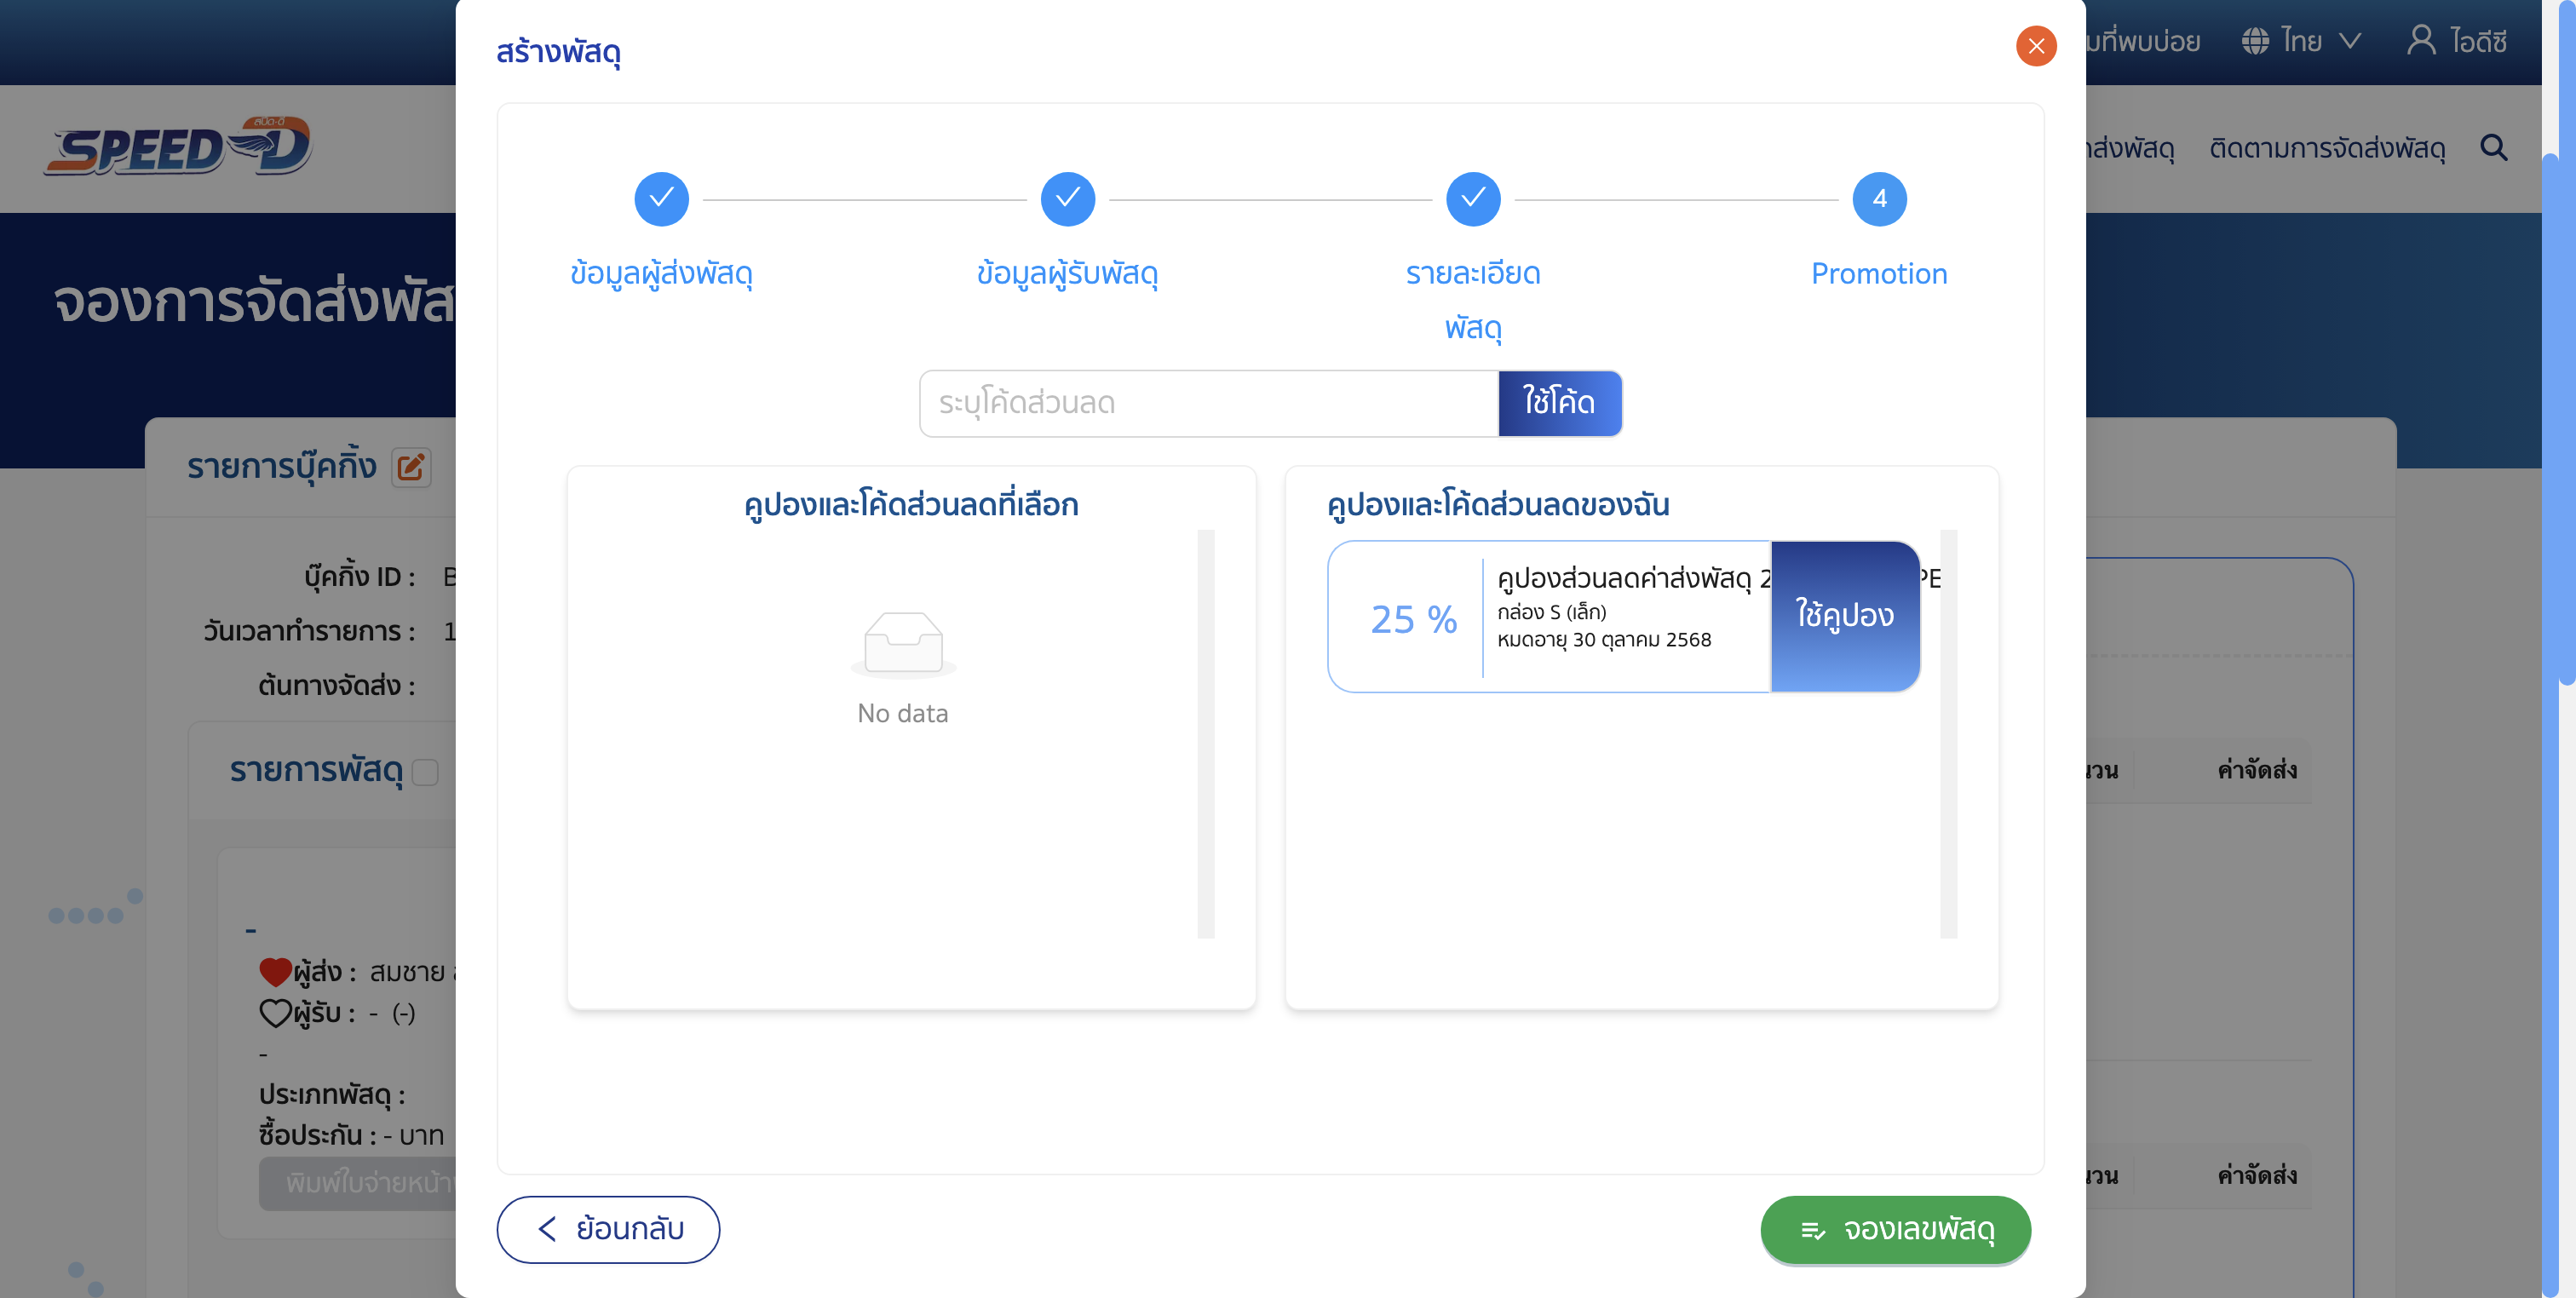 สร้างพัสดุ
มที่พบบ่อย
ไทย
ไอดีซี
สปีด-ดี
SPEED-D
ส่งพัสดุ
ติดตามการจัดส่งพัสดุ
จองการจัดส่งพัส
4
ข้อมูลผู้ส่งพัสดุ
ข้อมูลผู้รับพัสดุ
รายละเอียด
พัสดุ
Promotion
ระบุโค้ดส่วนลด
ใช้โค้ด
รายการบุ๊คกิ้ง
คูปองและโค้ดส่วนลดที่เลือก
คูปองและโค้ดส่วนลดของฉัน
บุ๊คกิ้ง ID :
วันเวลาทำรายการ : 1
ต้นทางจัดส่ง :
25 %
คูปองส่วนลดค่าส่งพัสดุ 2
กล่อง S (เล็ก)
หมดอายุ 30 ตุลาคม 2568
ใช้คูปอง
No data
รายการพัสดุ
วน
ค่าจัดส่ง
-
ผู้ส่ง : สมชาย
ผู้รับ : - (-)
-
ประเภทพัสดุ :
ซื้อประกัน : - บาท
พิมพ์ใบจ่ายหน้า
วน
ค่าจัดส่ง
ย้อนกลับ
จองเลขพัสดุ